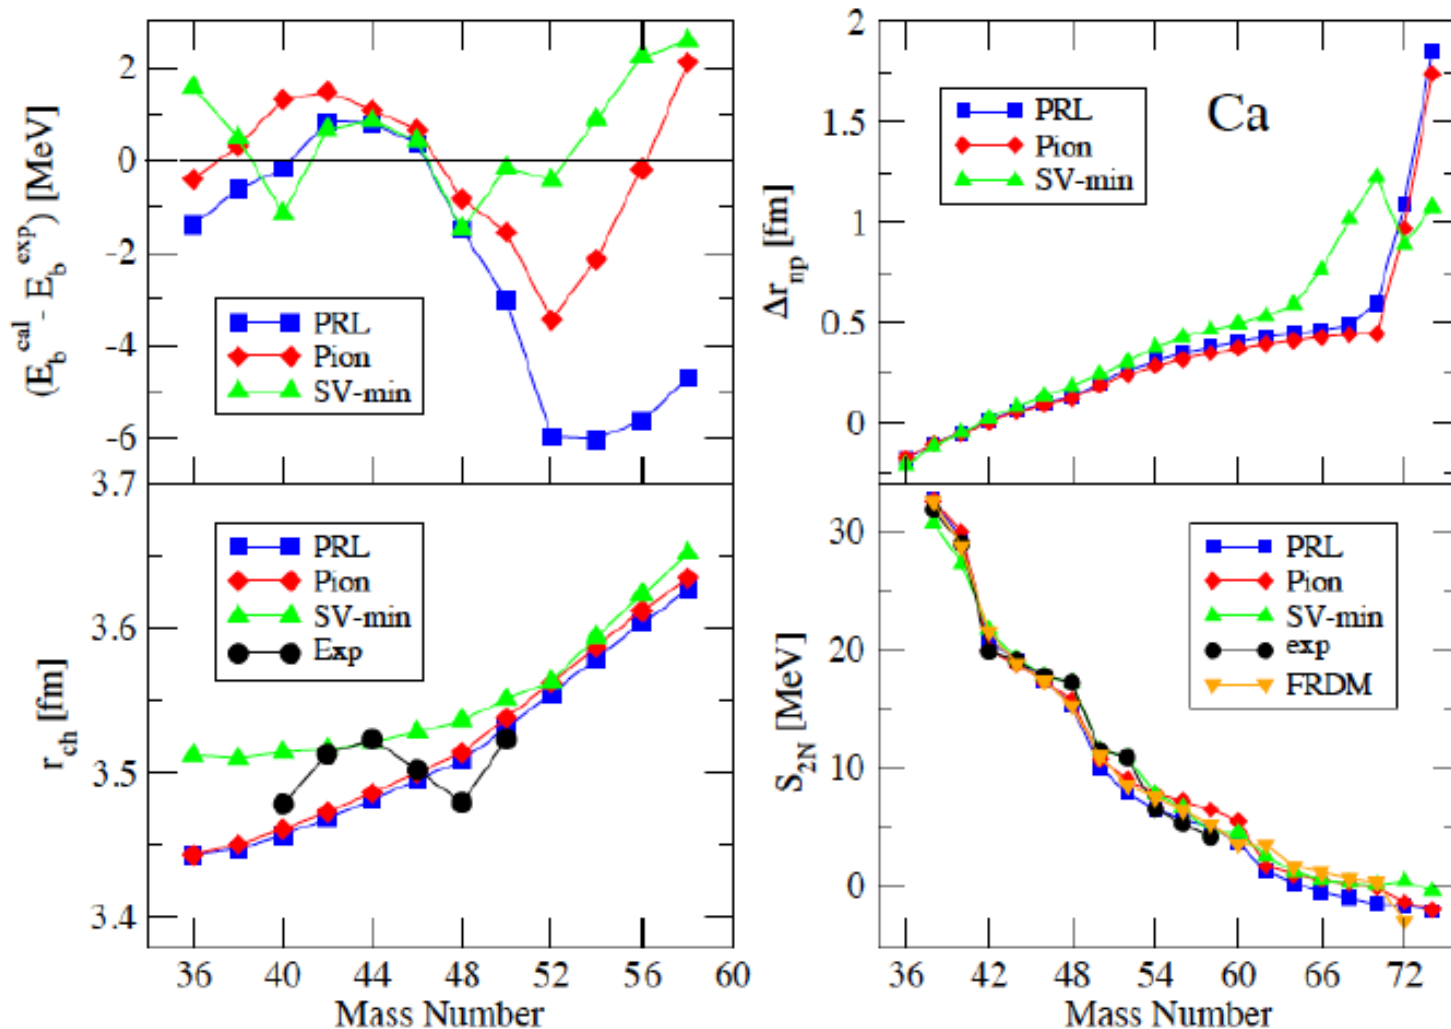 (E_b^cal - E_b^exp) [MeV]
2
0
-2
-4
-6
PRL
Pion
SV-min
r_ch [fm]
3.7
3.6
3.5
3.4
PRL
Pion
SV-min
Exp
36 40 44 48 52 56 60
Mass Number
Δr_np [fm]
2
1.5
1
0.5
0
PRL
Pion
SV-min
Ca
S_2N [MeV]
30
20
10
0
PRL
Pion
SV-min
exp
FRDM
36 42 48 54 60 66 72
Mass Number